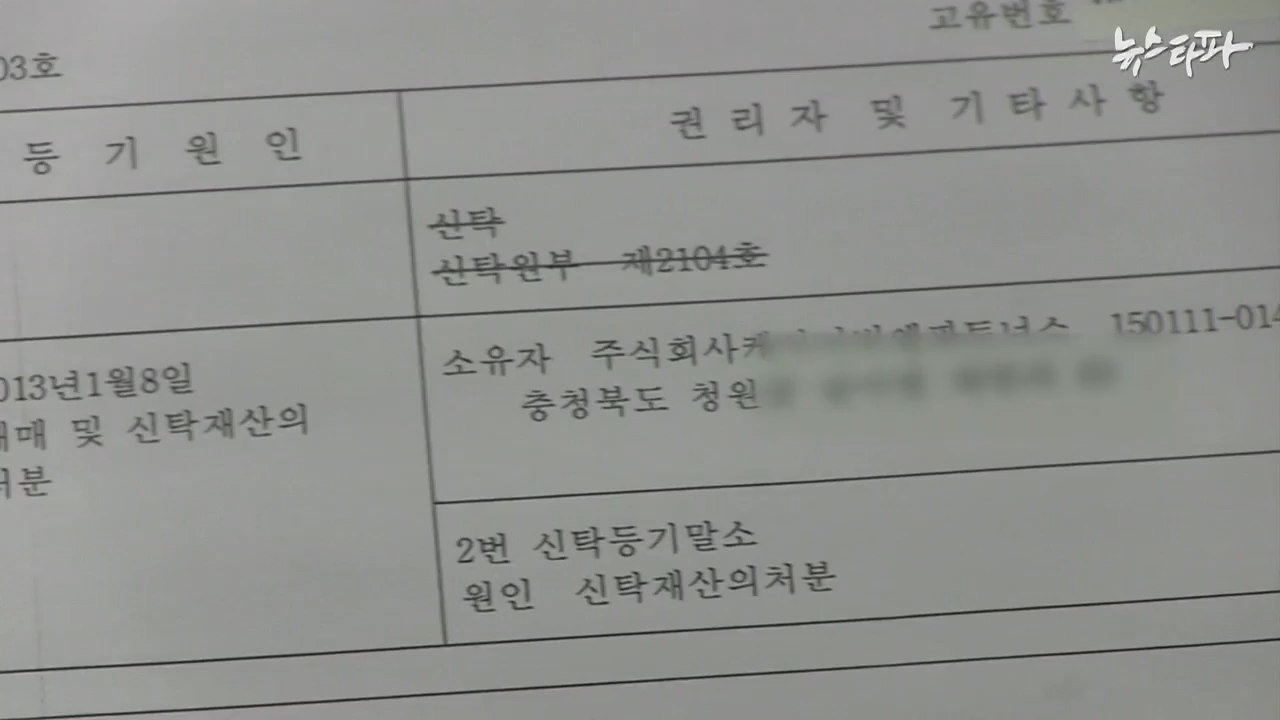 고유번호
뉴스타파
03호
등 기 원 인
권 리 자 및 기 타 사 항
신탁
신탁원부 제2104호
013년1월8일
매매 및 신탁재산의
처분
소유자 주식회사케 150111-014
충청북도 청원
2번 신탁등기말소
원인 신탁재산의처분